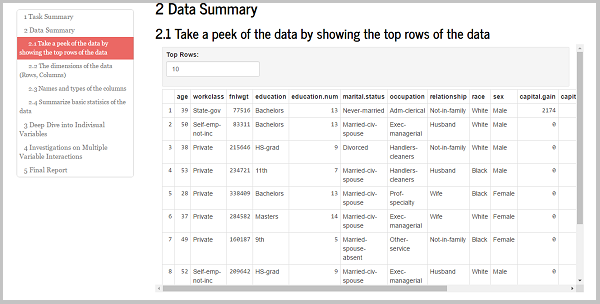 1 Task Summary
2 Data Summary
2.1 Take a peek of the data by
showing the top rows of the data
2.2 The dimensions of the data
(Rows, Columns)
2.3 Names and types of the columns
2.4 Summarize basic statistics of the
data
3 Deep Dive into Individual
Variables
4 Investigations on Multiple
Variable Interactions
5 Final Report
2 Data Summary
2.1 Take a peek of the data by showing the top rows of the data
Top Rows:
10
age workclass fnlwgt education education.num marital.status occupation relationship race sex capital.gain capit
1 39 State-gov 77516 Bachelors 13 Never-married Adm-clerical Not-in-family White Male 2174
2 50 Self-emp- 83311 Bachelors 13 Married-civ- Exec- Husband White Male 0
not-inc spouse managerial
3 38 Private 215646 HS-grad 9 Divorced Handlers- Not-in-family White Male 0
cleaners
4 53 Private 234721 11th 7 Married-civ- Handlers- Husband Black Male 0
spouse cleaners
5 28 Private 338409 Bachelors 13 Married-civ- Prof- Wife Black Female 0
spouse specialty
6 37 Private 284582 Masters 14 Married-civ- Exec- Wife White Female 0
spouse managerial
7 49 Private 160187 9th 5 Married- Other- Not-in-family Black Female 0
spouse- service
absent
8 52 Self-emp- 209642 HS-grad 9 Married-civ- Exec- Husband White Male 0
not-inc spouse managerial